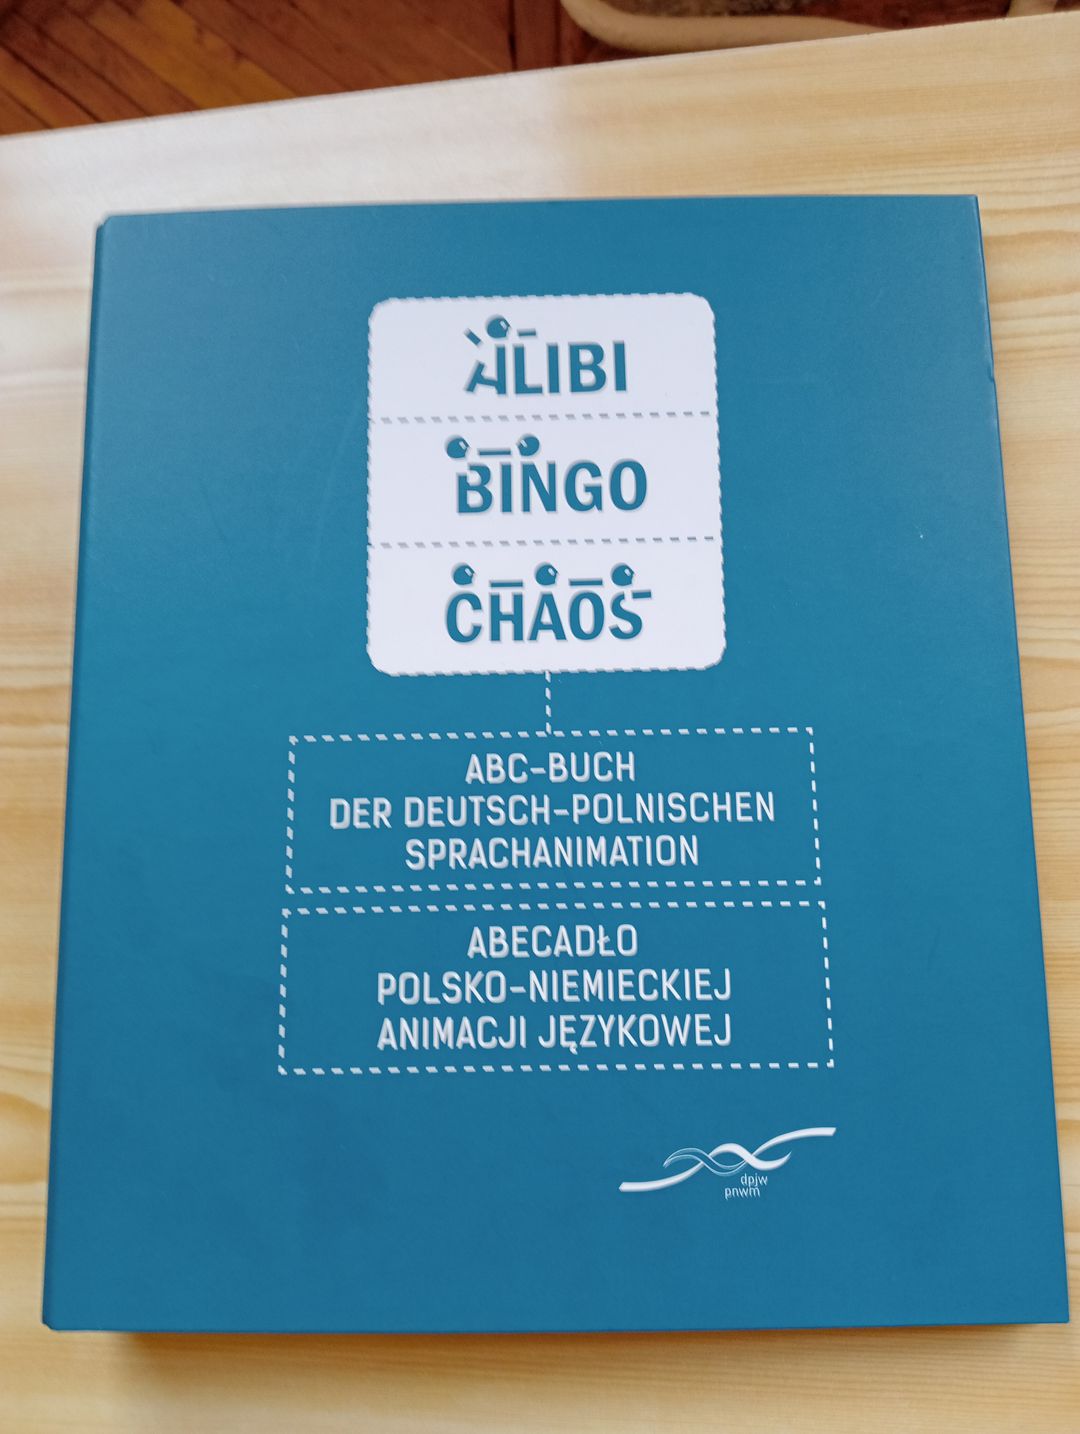 ALIBI
BINGO
CHAOS
ABC-BUCH
DER DEUTSCH-POLNISCHEN
SPRACHANIMATION
ABECADŁO
POLSKO-NIEMIECKIEJ
ANIMACJI JĘZYKOWEJ
dpjw
pnwm